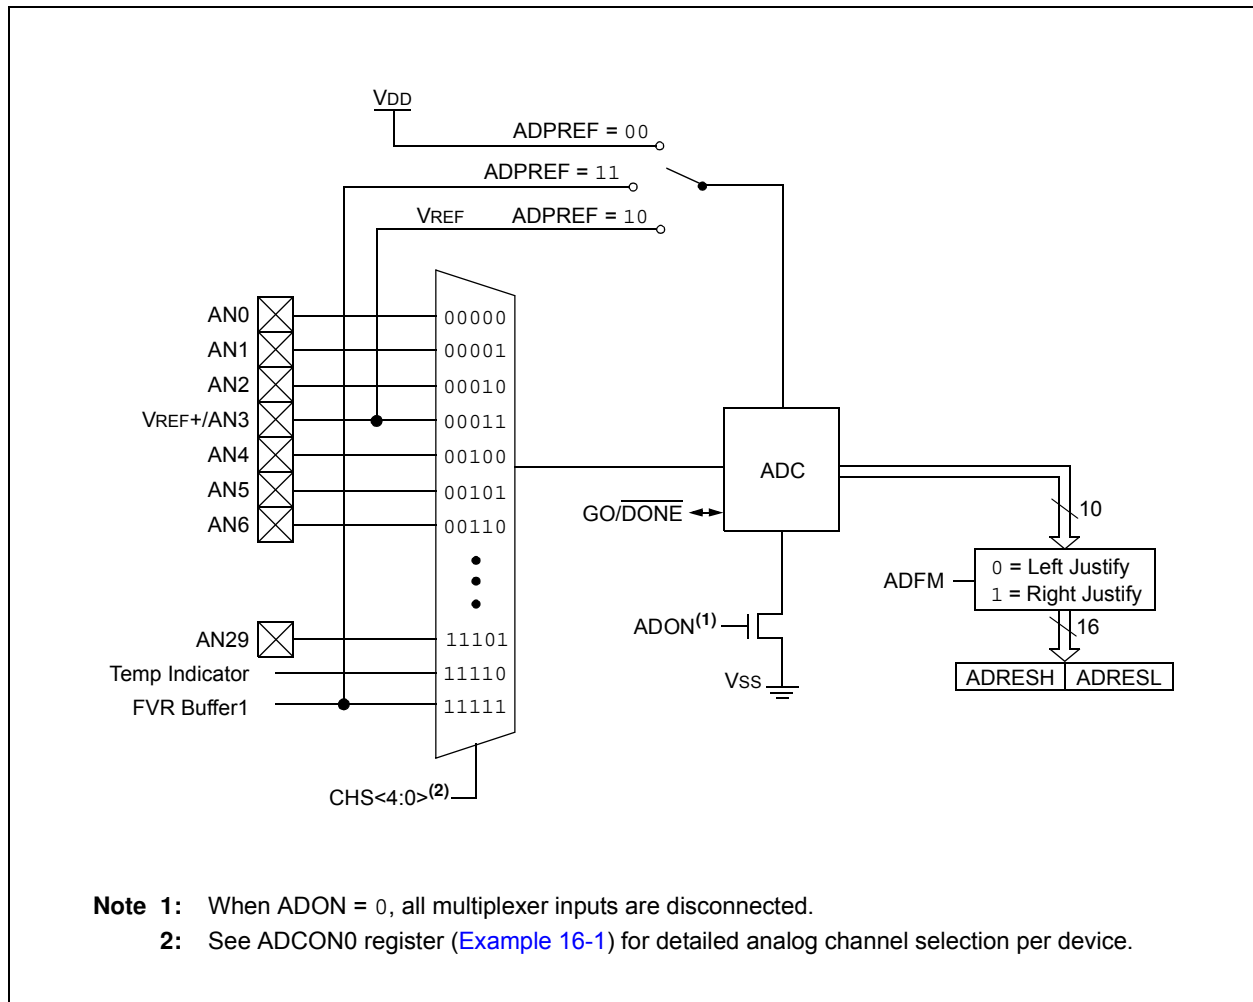 VDD
ADPREF = 00
ADPREF = 11
VREF ADPREF = 10
AN0
00000
AN1
00001
AN2
00010
VREF+/AN3
00011
AN4
00100
AN5
00101
AN6
00110
ADC
GO/DONE
10
ADFM
0 = Left Justify
1 = Right Justify
16
ADRESH ADRESL
ADON(1)
VSS
AN29
11101
Temp Indicator
11110
FVR Buffer1
11111
CHS<4:0>(2)
Note 1: When ADON = 0, all multiplexer inputs are disconnected.
2: See ADCON0 register (Example 16-1) for detailed analog channel selection per device.